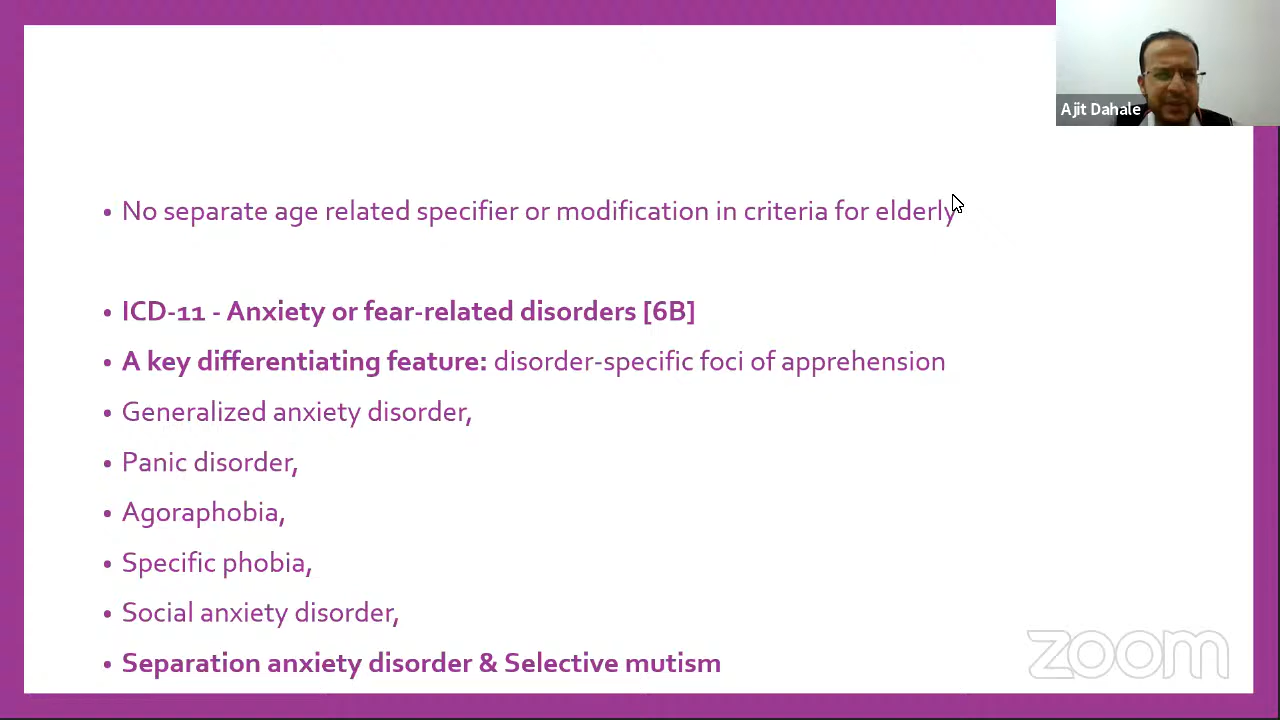 Ajit Dahale
• No separate age related specifier or modification in criteria for elderly
• ICD-11 - Anxiety or fear-related disorders [6B]
• A key differentiating feature: disorder-specific foci of apprehension
• Generalized anxiety disorder,
• Panic disorder,
• Agoraphobia,
• Specific phobia,
• Social anxiety disorder,
• Separation anxiety disorder & Selective mutism
zoom